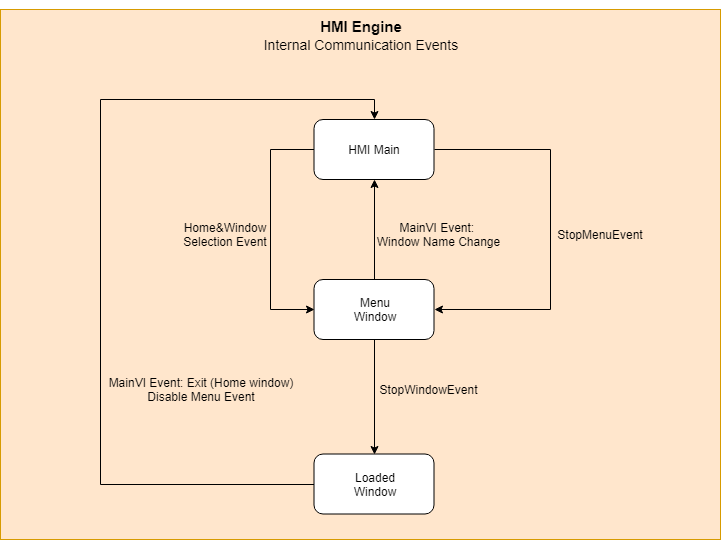 HMI Engine
Internal Communication Events
HMI Main
Home&Window
Selection Event
MainVI Event:
Window Name Change
StopMenuEvent
Menu
Window
MainVI Event: Exit (Home window)
Disable Menu Event
StopWindowEvent
Loaded
Window